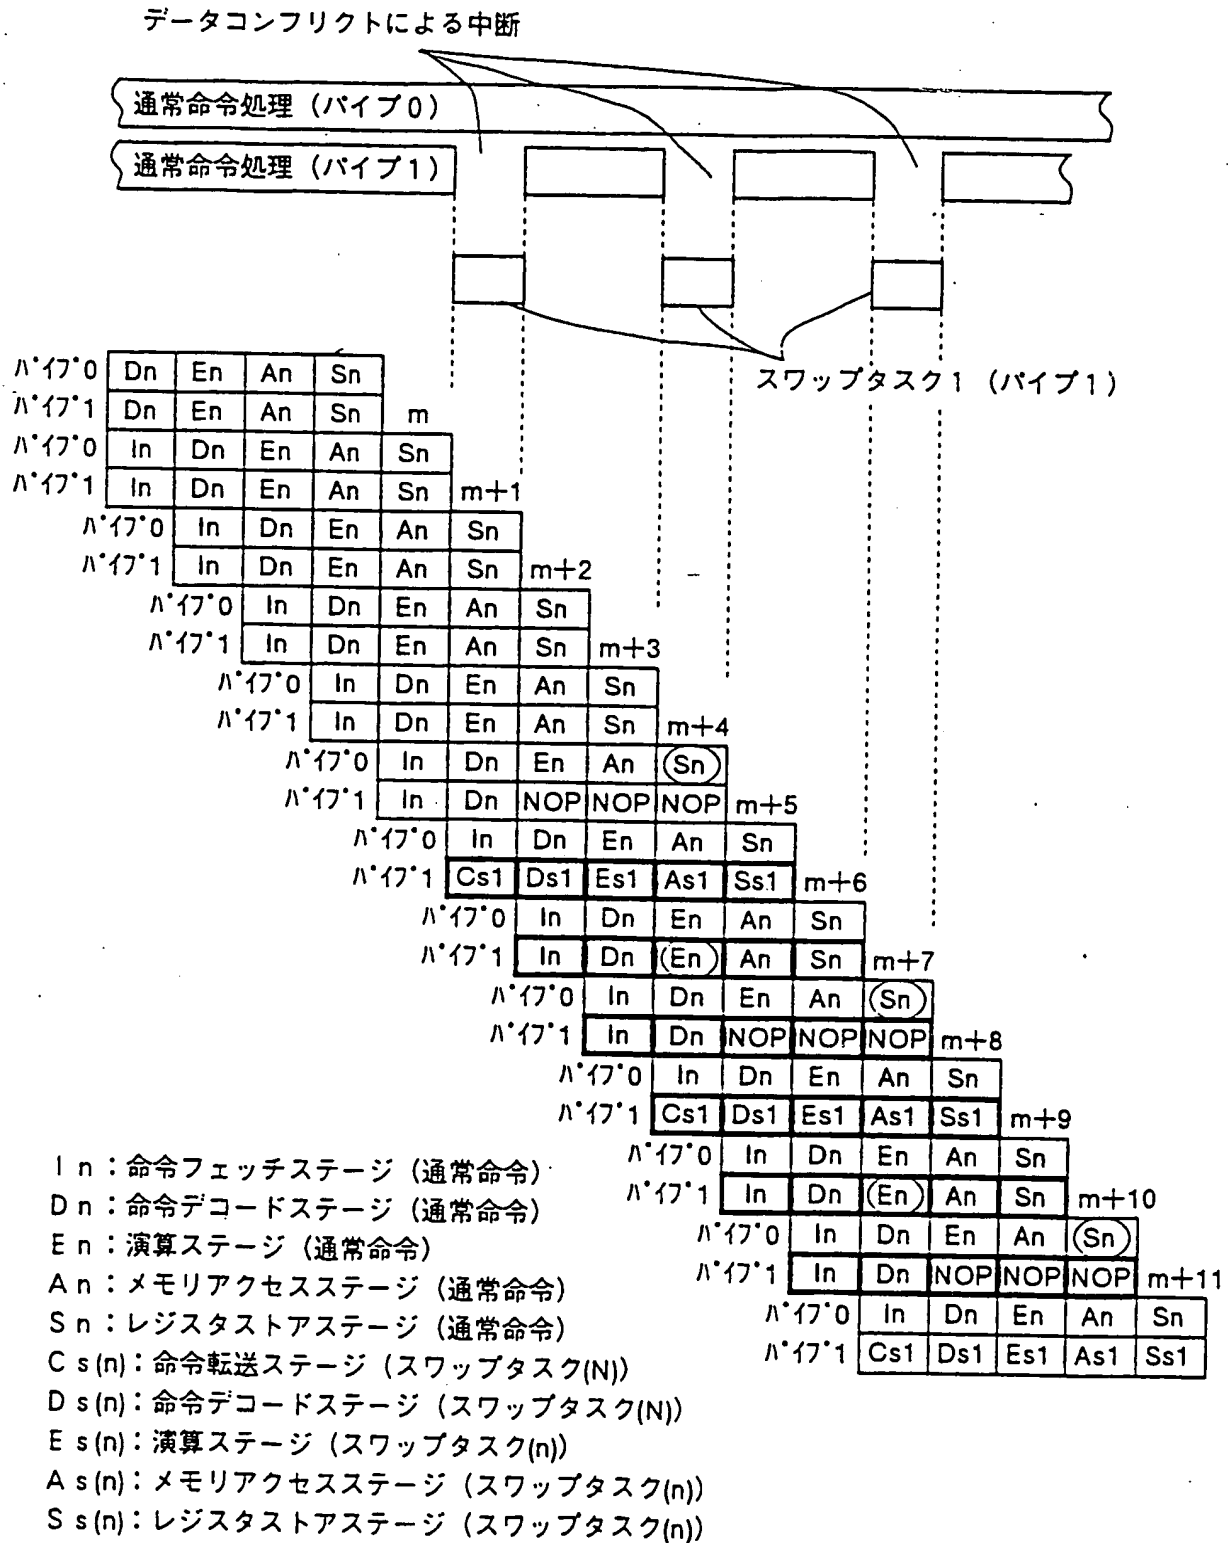 データコンフリクトによる中断
通常命令処理（パイプ0）
通常命令処理（パイプ1）
スワップタスク1（パイプ1）
パイプ0 Dn En An Sn
パイプ1 Dn En An Sn m
パイプ0 In Dn En An Sn
パイプ1 In Dn En An Sn m+1
パイプ0 In Dn En An Sn
パイプ1 In Dn En An Sn m+2
パイプ0 In Dn En An Sn
パイプ1 In Dn En An Sn m+3
パイプ0 In Dn En An Sn
パイプ1 In Dn En An Sn m+4
パイプ0 In Dn En An Sn
パイプ1 In Dn NOP NOP NOP m+5
パイプ0 In Dn En An Sn
パイプ1 Cs1 Ds1 Es1 As1 Ss1 m+6
パイプ0 In Dn En An Sn
パイプ1 In Dn En An Sn m+7
パイプ0 In Dn En An Sn
パイプ1 In Dn NOP NOP NOP m+8
パイプ0 In Dn En An Sn
パイプ1 Cs1 Ds1 Es1 As1 Ss1 m+9
パイプ0 In Dn En An Sn
パイプ1 In Dn En An Sn m+10
パイプ0 In Dn En An Sn
パイプ1 In Dn NOP NOP NOP m+11
パイプ0 In Dn En An Sn
パイプ1 Cs1 Ds1 Es1 As1 Ss1
In：命令フェッチステージ（通常命令）
Dn：命令デコードステージ（通常命令）
En：演算ステージ（通常命令）
An：メモリアクセスステージ（通常命令）
Sn：レジスタストアステージ（通常命令）
Cs(n)：命令転送ステージ（スワップタスク(N)）
Ds(n)：命令デコードステージ（スワップタスク(N)）
Es(n)：演算ステージ（スワップタスク(n)）
As(n)：メモリアクセスステージ（スワップタスク(n)）
Ss(n)：レジスタストアステージ（スワップタスク(n)）